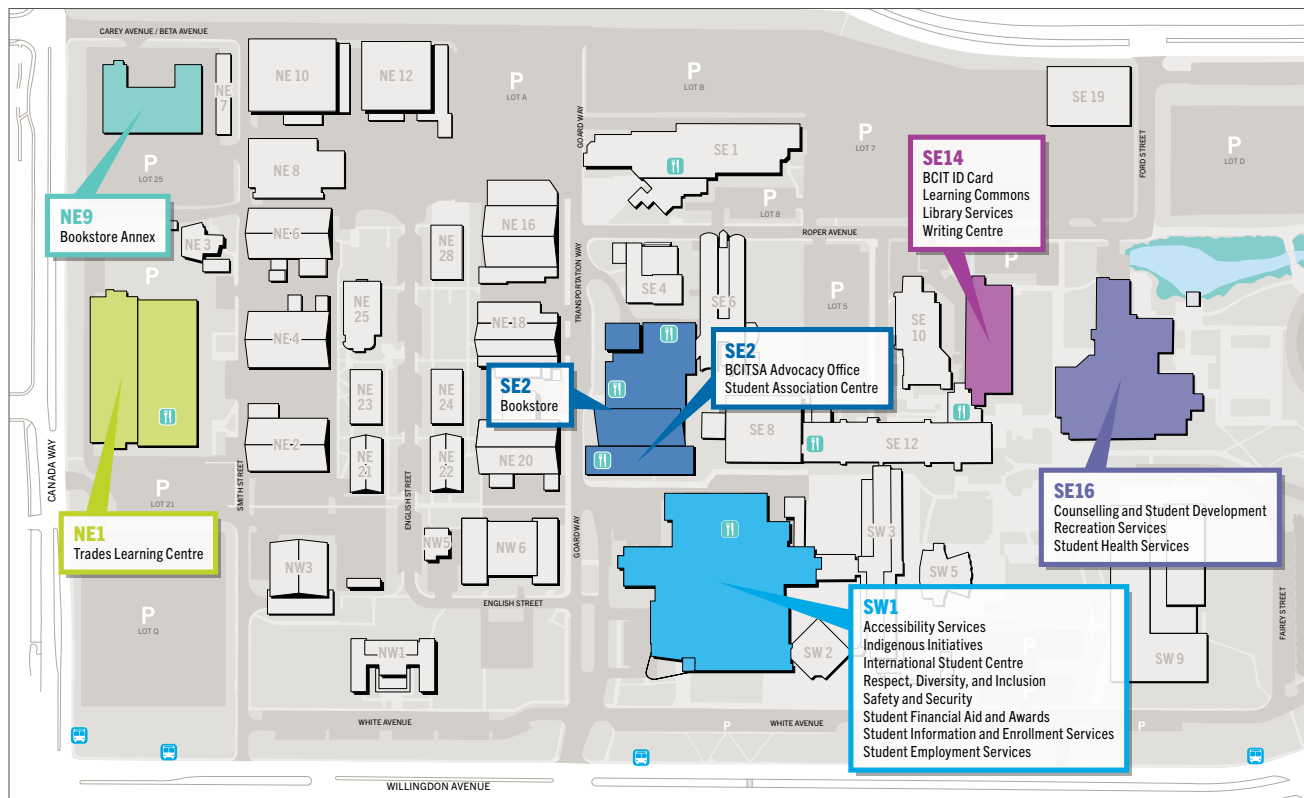 CAREY AVENUE / BETA AVENUE
NE 10
NE 12
NE
7
P
LOT A
P
LOT B
GOARD WAY
SE 19
P
LOT 7
FORD STREET
P
LOT D
SE 1
P
LOT 25
NE 8
SE14
BCIT ID Card
Learning Commons
Library Services
Writing Centre
P
LOT 8
NE9
Bookstore Annex
NE 3
NE 6
NE
28
NE 16
ROPER AVENUE
P
P
TRANSPORTATION WAY
SE 4
SE 6
P
LOT 5
NE
25
NE 4
NE 18
SE
10
SE2
BCITSA Advocacy Office
Student Association Centre
SE2
Bookstore
NE
23
NE
24
CANADA WAY
NE 2
NE
21
NE
22
NE 20
SE 8
SE 12
SMITH STREET
ENGLISH STREET
P
LOT 21
NE1
Trades Learning Centre
SE16
Counselling and Student Development
Recreation Services
Student Health Services
GOARDWAY
NW5
NW 6
SW 3
NW3
SW 5
ENGLISH STREET
P
LOT Q
SW1
Accessibility Services
Indigenous Initiatives
International Student Centre
Respect, Diversity, and Inclusion
Safety and Security
Student Financial Aid and Awards
Student Information and Enrollment Services
Student Employment Services
FAIREY STREET
NW1
SW 2
SW 9
P
P
WHITE AVENUE
P
WHITE AVENUE
P
WILLINGDON AVENUE